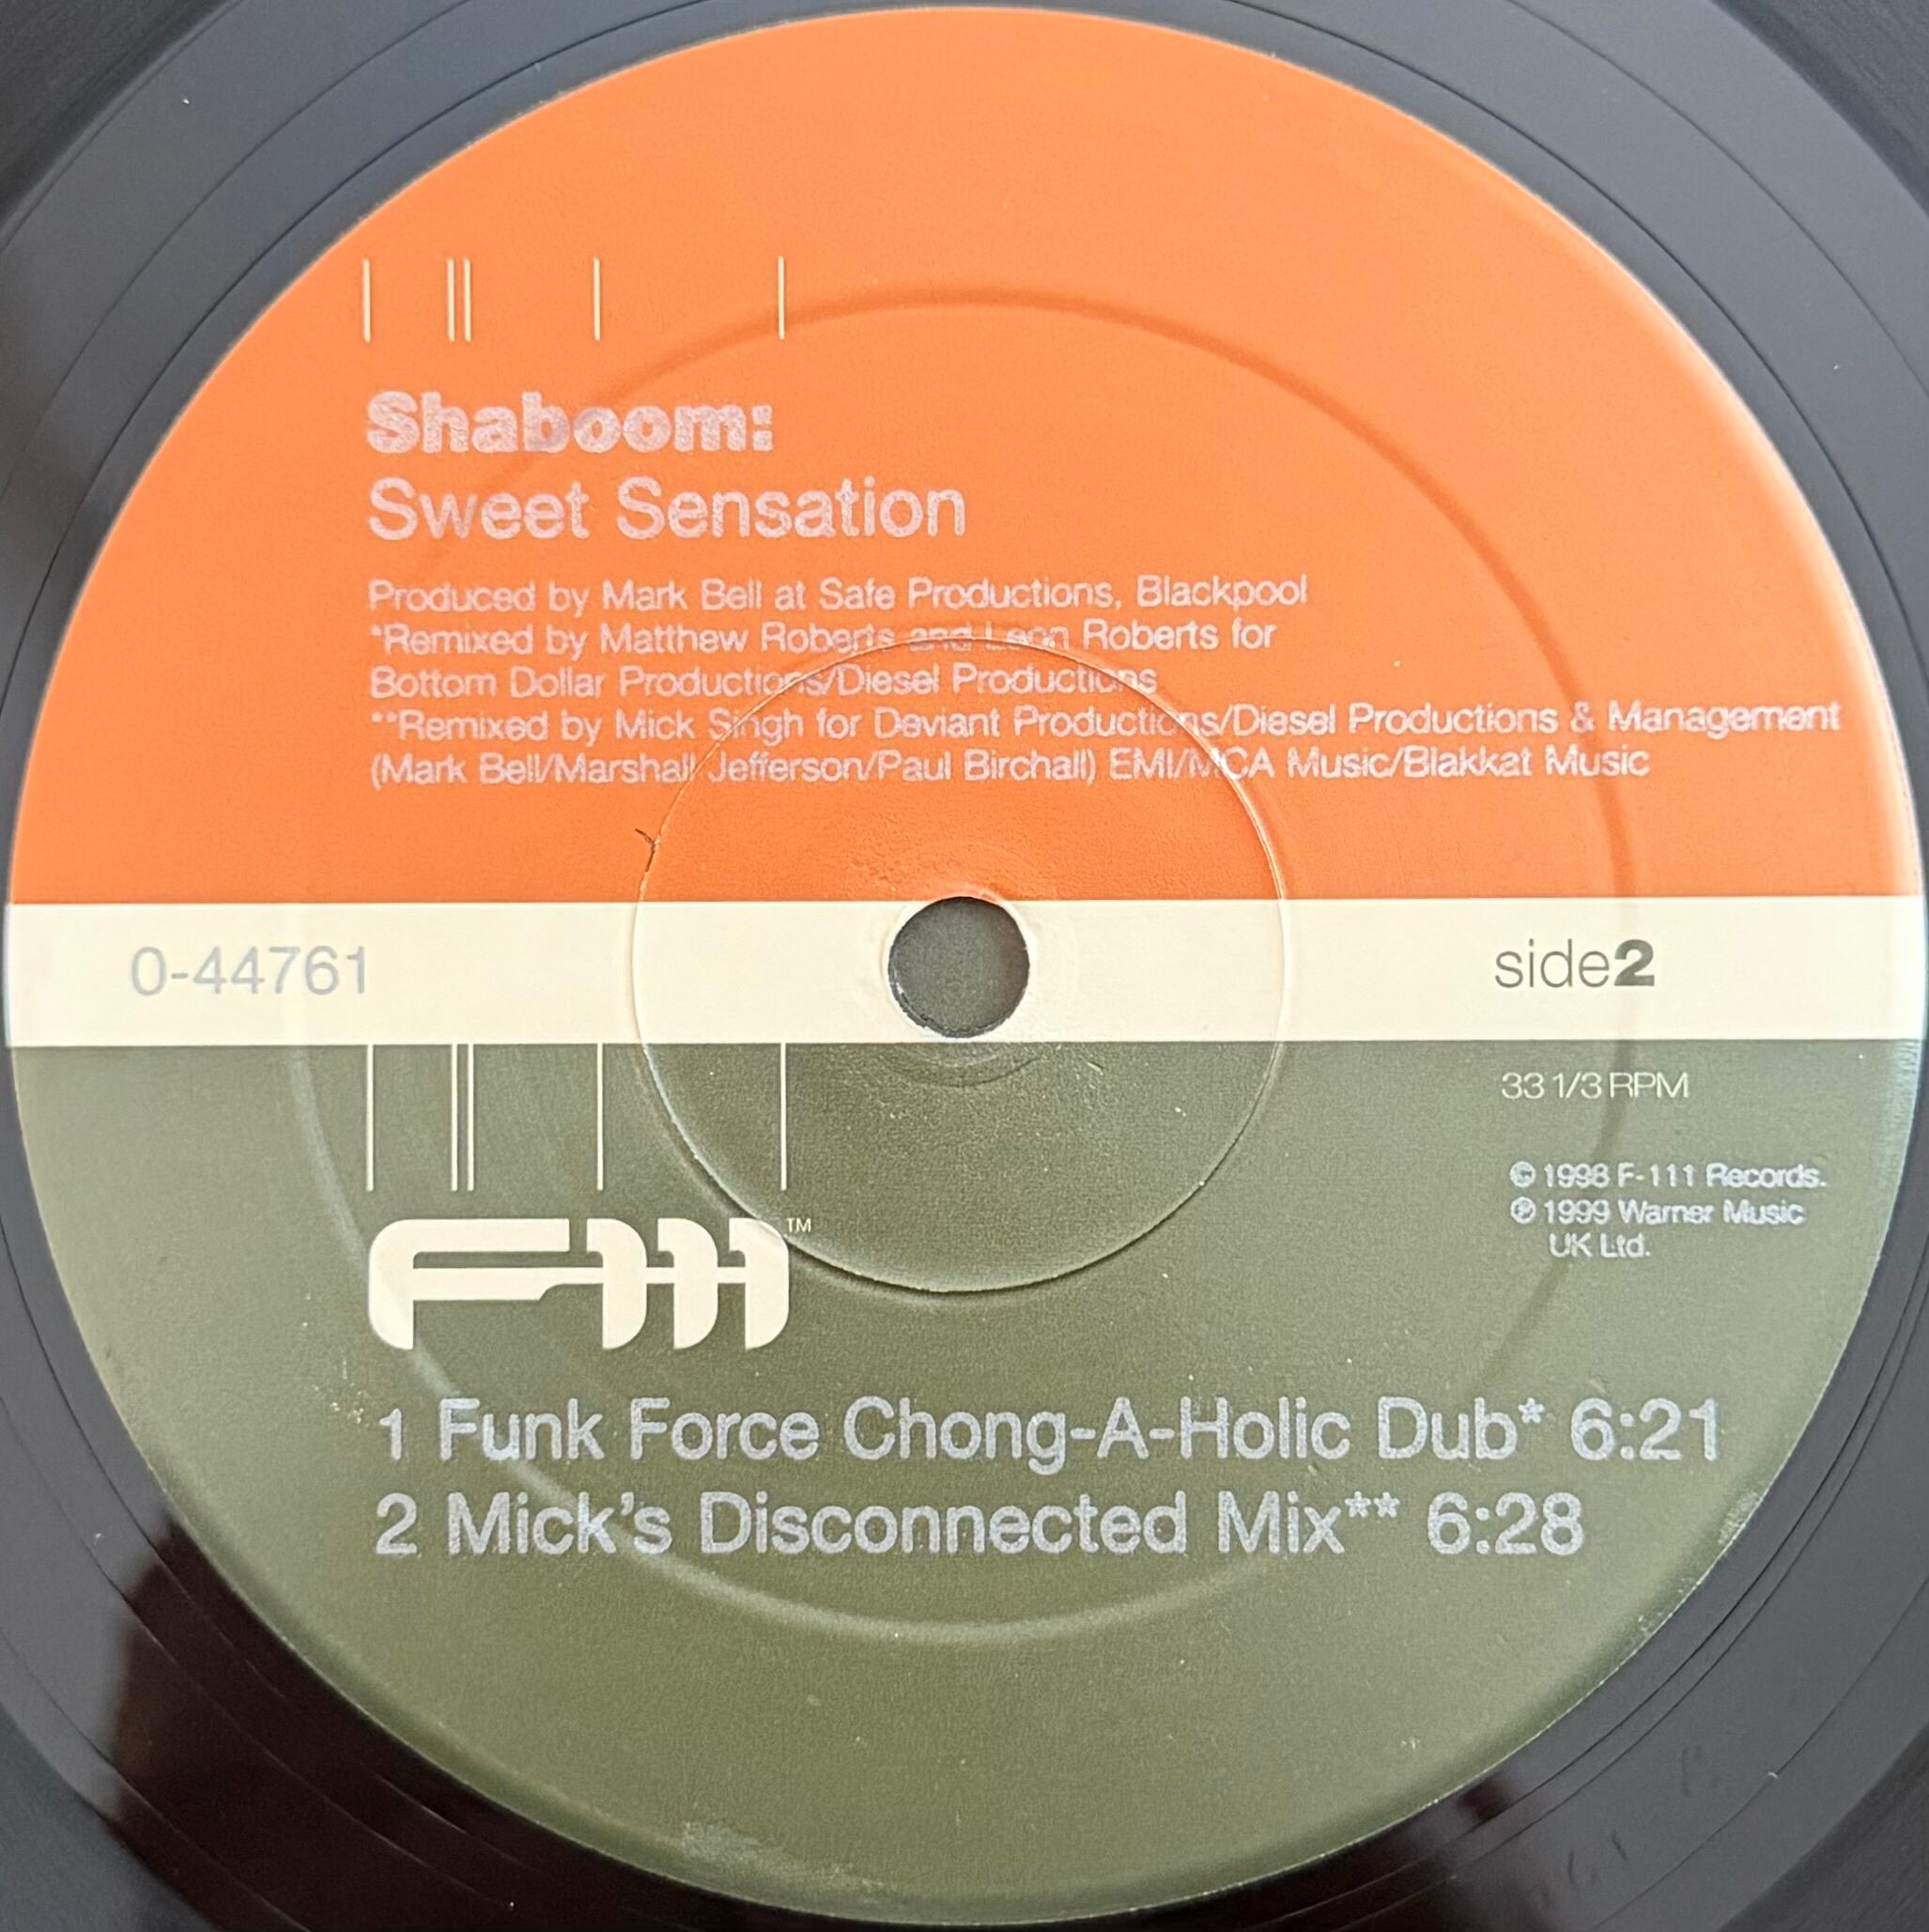 Shaboom:
Sweet Sensation
Produced by Mark Bell at Safe Productions, Blackpool
*Remixed by Matthew Roberts and Leon Roberts for
Bottom Dollar Productions/Diesel Productions
**Remixed by Mick Singh for Deviant Productions/Diesel Productions & Management
(Mark Bell/Marshall Jefferson/Paul Birchall) EMI/MCA Music/Blakkat Music
0-44761
side2
33 1/3 RPM
© 1998 F-111 Records.
℗ 1999 Warner Music
UK Ltd.
F-111™
1 Funk Force Chong-A-Holic Dub* 6:21
2 Mick’s Disconnected Mix** 6:28